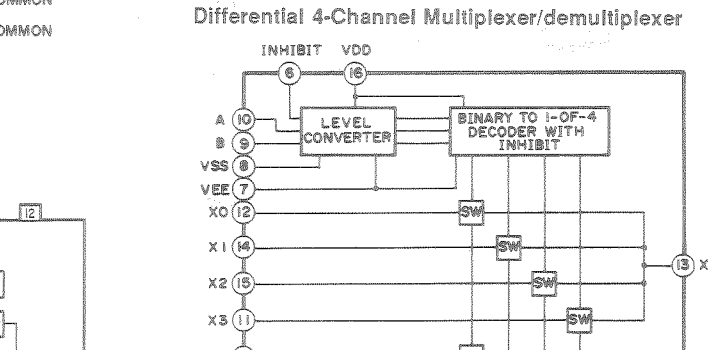 OMMON
OMMON
Differential 4-Channel Multiplexer/demultiplexer
INHIBIT VDD
6 16
A 10
LEVEL
CONVERTER
BINARY TO 1-OF-4
DECODER WITH
INHIBIT
B 9
VSS 8
VEE 7
X0 12 SW
12
X1 14 SW
13 X
X2 15 SW
X3 11 SW